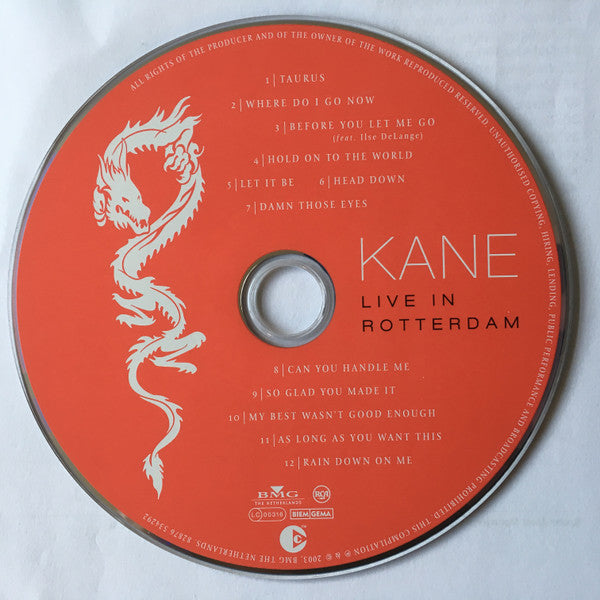 ALL RIGHTS OF THE PRODUCER AND OF THE OWNER OF THE WORK REPRODUCED RESERVED. UNAUTHORISED COPYING, HIRING, LENDING, PUBLIC PERFORMANCE AND BROADCASTING PROHIBITED. THIS COMPILATION ℗ & © 2003, BMG THE NETHERLANDS 82876 554292
1|TAURUS
2|WHERE DO I GO NOW
3|BEFORE YOU LET ME GO
(feat. Ilse DeLange)
4|HOLD ON TO THE WORLD
5|LET IT BE 6|HEAD DOWN
7|DAMN THOSE EYES
KANE
LIVE IN
ROTTERDAM
8|CAN YOU HANDLE ME
9|SO GLAD YOU MADE IT
10|MY BEST WASN'T GOOD ENOUGH
11|AS LONG AS YOU WANT THIS
12|RAIN DOWN ON ME
BMG RCA
THE NETHERLANDS
LC 00316 BIEM GEMA